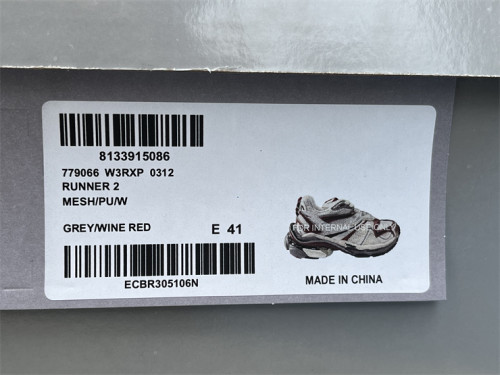 8133915086
779066 W3RXP 0312
RUNNER 2
MESH/PU/W
GREY/WINE RED E 41
FOR INTERNAL USE ONLY
ECBR305106N
MADE IN CHINA